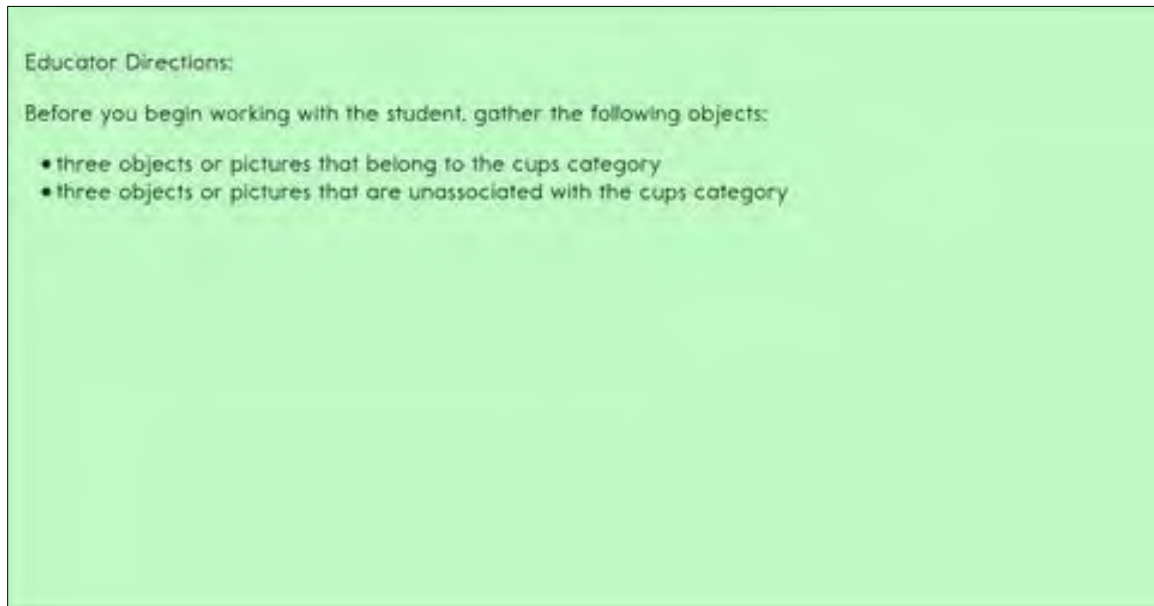 Educator Directions:
Before you begin working with the student, gather the following objects:
• three objects or pictures that belong to the cups category
• three objects or pictures that are unassociated with the cups category